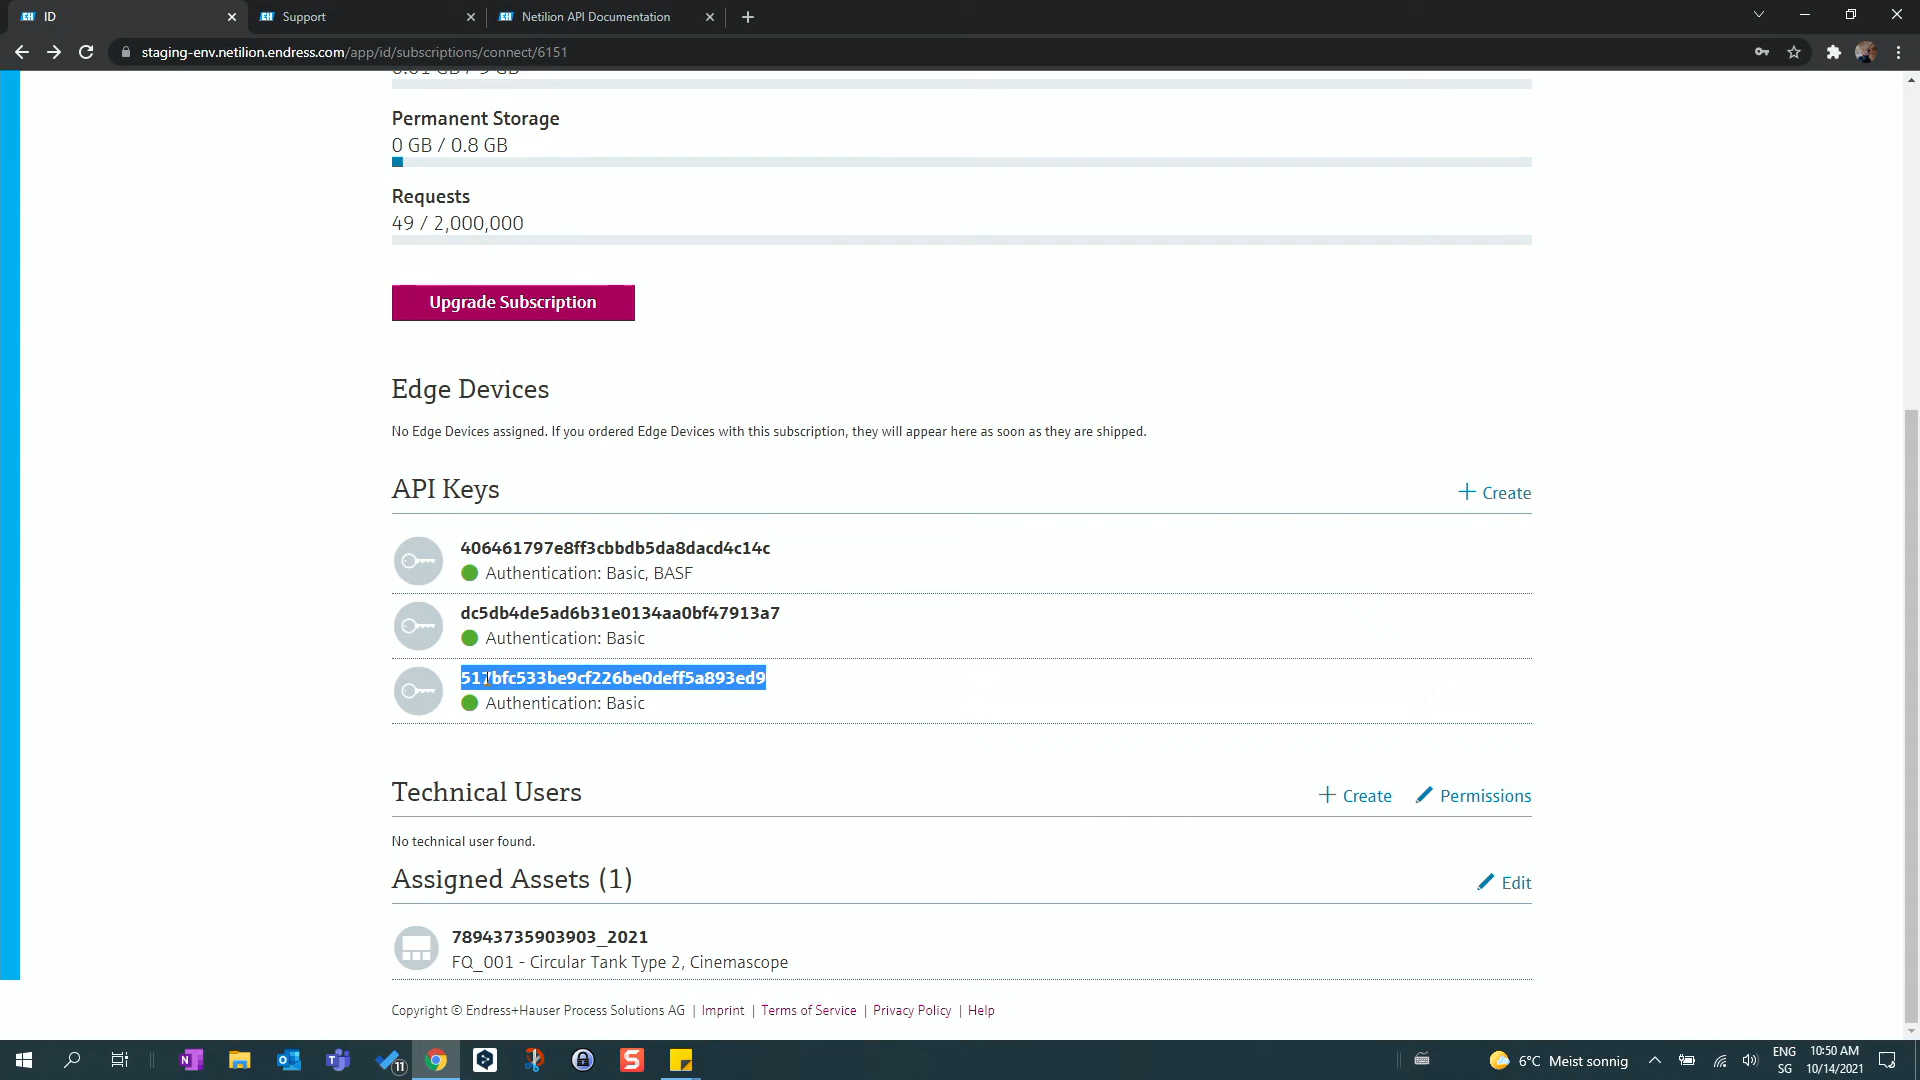 ID
Support
Netilion API Documentation
staging-env.netilion.endress.com/app/id/subscriptions/connect/6151
Permanent Storage
0 GB / 0.8 GB
Requests
49 / 2,000,000
Upgrade Subscription
Edge Devices
No Edge Devices assigned. If you ordered Edge Devices with this subscription, they will appear here as soon as they are shipped.
API Keys
Create
406461797e8ff3cbbdb5da8dacd4c14c
Authentication: Basic, BASF
dc5db4de5ad6b31e0134aa0bf47913a7
Authentication: Basic
517bfc533be9cf226be0deff5a893ed9
Authentication: Basic
Technical Users
Create Permissions
No technical user found.
Assigned Assets (1)
Edit
78943735903903_2021
FQ_001 - Circular Tank Type 2, Cinemascope
Copyright © Endress+Hauser Process Solutions AG | Imprint | Terms of Service | Privacy Policy | Help
11
6°C Meist sonnig
ENG
SG
10:50 AM
10/14/2021